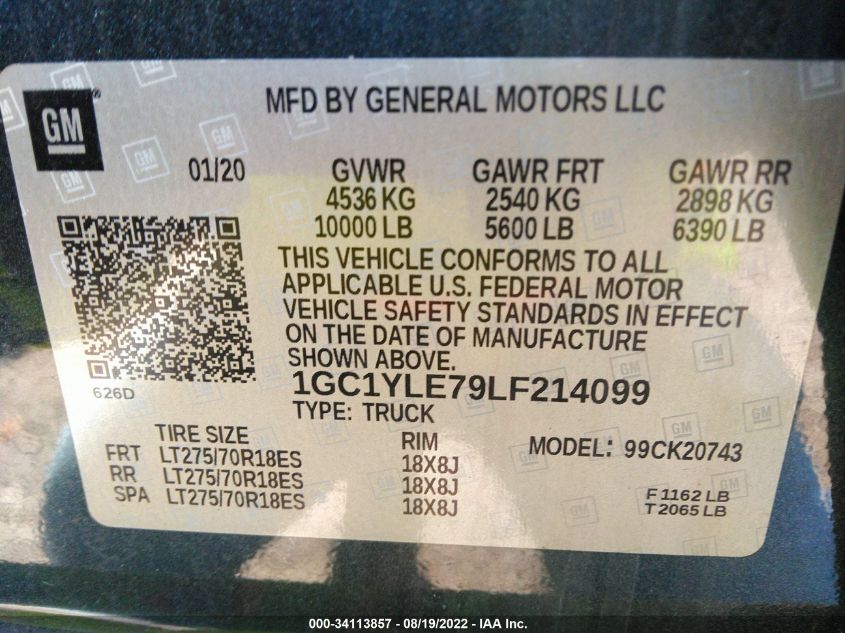 GM
MFD BY GENERAL MOTORS LLC
01/20 GVWR GAWR FRT GAWR RR
4536 KG 2540 KG 2898 KG
10000 LB 5600 LB 6390 LB
THIS VEHICLE CONFORMS TO ALL
APPLICABLE U.S. FEDERAL MOTOR
VEHICLE SAFETY STANDARDS IN EFFECT
ON THE DATE OF MANUFACTURE
SHOWN ABOVE.
626D
1GC1YLE79LF214099
TYPE: TRUCK
TIRE SIZE RIM MODEL: 99CK20743
FRT LT275/70R18ES 18X8J
RR LT275/70R18ES 18X8J
SPA LT275/70R18ES 18X8J
F 1162 LB
T 2065 LB
000-34113857 - 08/19/2022 - IAA Inc.